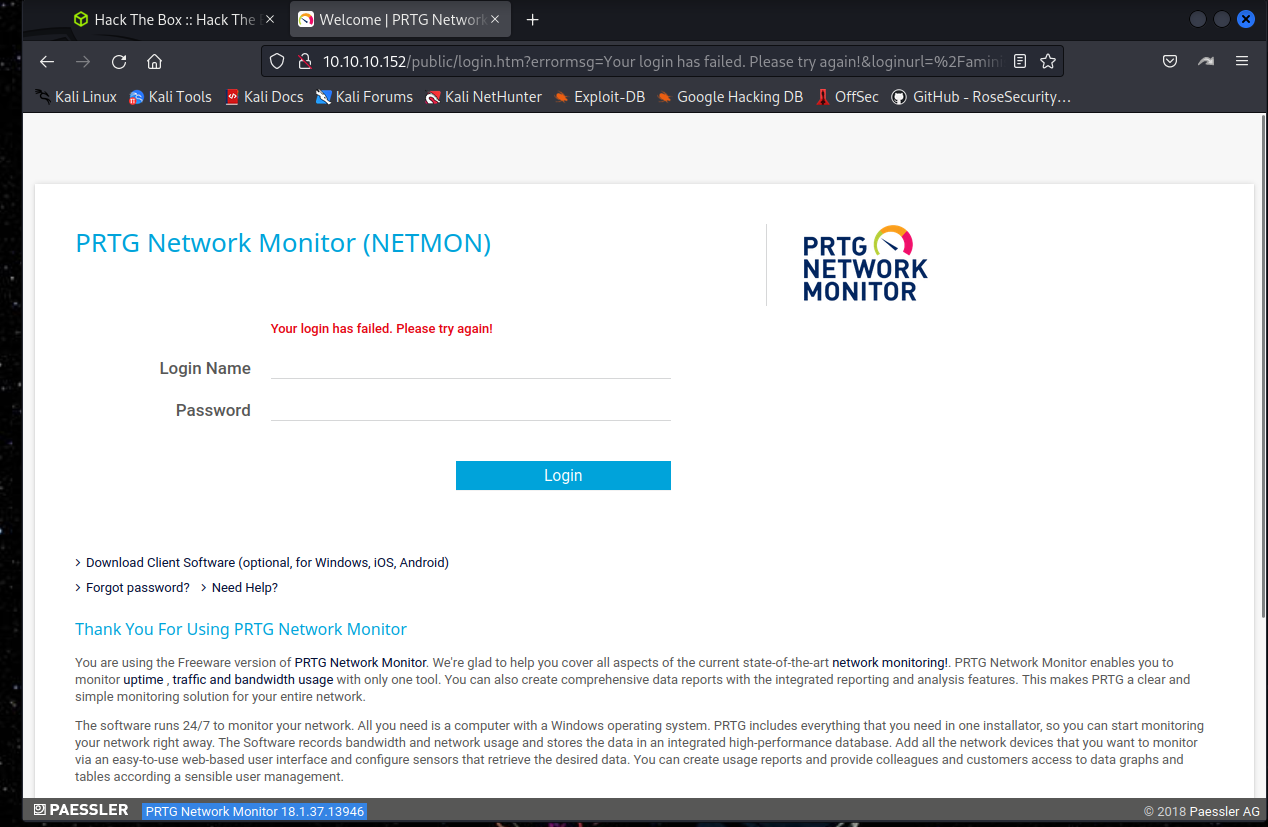 Hack The Box :: Hack The
Welcome | PRTG Network
10.10.10.152/public/login.htm?errormsg=Your login has failed. Please try again!&loginurl=%2Famini
Kali Linux Kali Tools Kali Docs Kali Forums Kali NetHunter Exploit-DB Google Hacking DB OffSec GitHub - RoseSecurity…
PRTG Network Monitor (NETMON)
PRTG
NETWORK
MONITOR
Your login has failed. Please try again!
Login Name
Password
Login
Download Client Software (optional, for Windows, iOS, Android)
Forgot password? Need Help?
Thank You For Using PRTG Network Monitor
You are using the Freeware version of PRTG Network Monitor. We're glad to help you cover all aspects of the current state-of-the-art network monitoring!. PRTG Network Monitor enables you to
monitor uptime , traffic and bandwidth usage with only one tool. You can also create comprehensive data reports with the integrated reporting and analysis features. This makes PRTG a clear and
simple monitoring solution for your entire network.
The software runs 24/7 to monitor your network. All you need is a computer with a Windows operating system. PRTG includes everything that you need in one installator, so you can start monitoring
your network right away. The Software records bandwidth and network usage and stores the data in an integrated high-performance database. Add all the network devices that you want to monitor
via an easy-to-use web-based user interface and configure sensors that retrieve the desired data. You can create usage reports and provide colleagues and customers access to data graphs and
tables according a sensible user management.
PAESSLER PRTG Network Monitor 18.1.37.13946 © 2018 Paessler AG